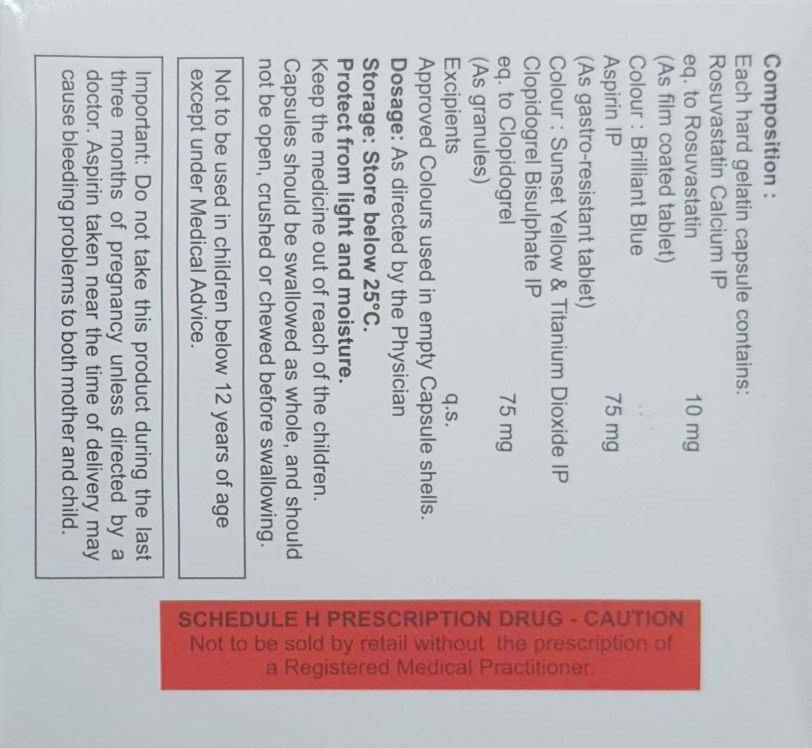 Composition :
Each hard gelatin capsule contains:
Rosuvastatin Calcium IP
eq. to Rosuvastatin 10 mg
(As film coated tablet)
Colour : Brilliant Blue
Aspirin IP 75 mg
(As gastro-resistant tablet)
Colour : Sunset Yellow & Titanium Dioxide IP
Clopidogrel Bisulphate IP
eq. to Clopidogrel 75 mg
(As granules)
Excipients q.s.
Approved Colours used in empty Capsule shells.
Dosage: As directed by the Physician
Storage: Store below 25°C.
Protect from light and moisture.
Keep the medicine out of reach of the children.
Capsules should be swallowed as whole, and should
not be open, crushed or chewed before swallowing.
Not to be used in children below 12 years of age
except under Medical Advice.
Important: Do not take this product during the last
three months of pregnancy unless directed by a
doctor. Aspirin taken near the time of delivery may
cause bleeding problems to both mother and child.
SCHEDULE H PRESCRIPTION DRUG - CAUTION
Not to be sold by retail without the prescription of
a Registered Medical Practitioner.